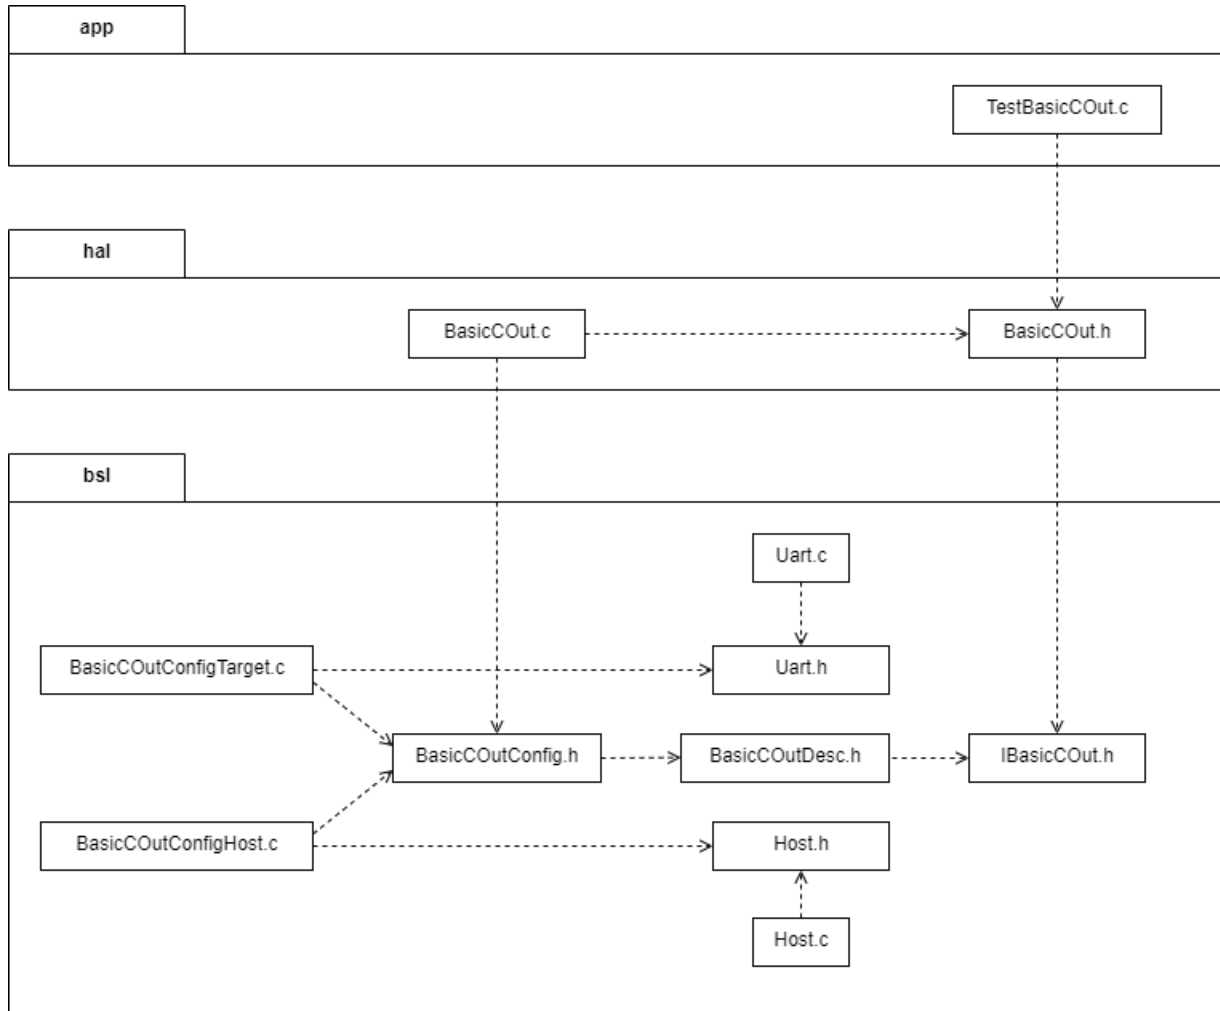 app
TestBasicCOut.c
hal
BasicCOut.c
BasicCOut.h
bsl
Uart.c
BasicCOutConfigTarget.c
Uart.h
BasicCOutConfig.h
BasicCOutDesc.h
IBasicCOut.h
BasicCOutConfigHost.c
Host.h
Host.c